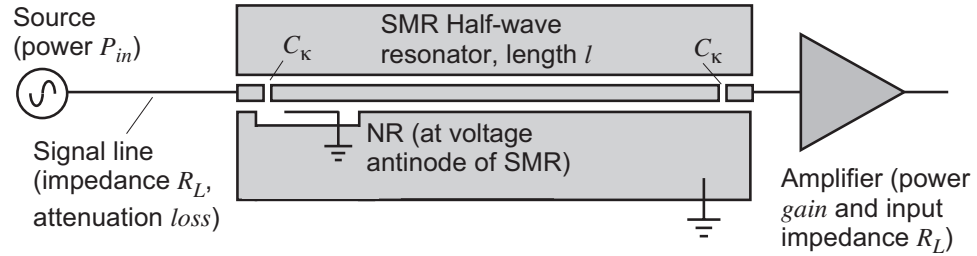 Source
(power P_in)
SMR Half-wave
resonator, length l
C_κ
C_κ
NR (at voltage
antinode of SMR)
Signal line
(impedance R_L,
attenuation loss)
Amplifier (power
gain and input
impedance R_L)